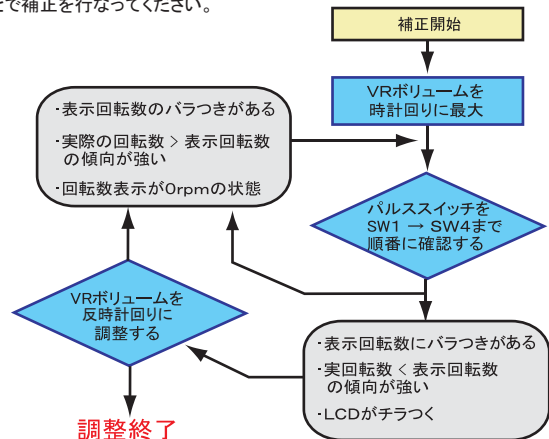 とで補正を行なってください。
補正開始
VRボリュームを
時計回りに最大
・表示回転数のバラつきがある
・実際の回転数 > 表示回転数
の傾向が強い
・回転数表示が0rpmの状態
パルススイッチを
SW1 → SW4まで
順番に確認する
VRボリュームを
反時計回りに
調整する
・表示回転数にバラつきがある
・実回転数 < 表示回転数
の傾向が強い
・LCDがチラつく
調整終了